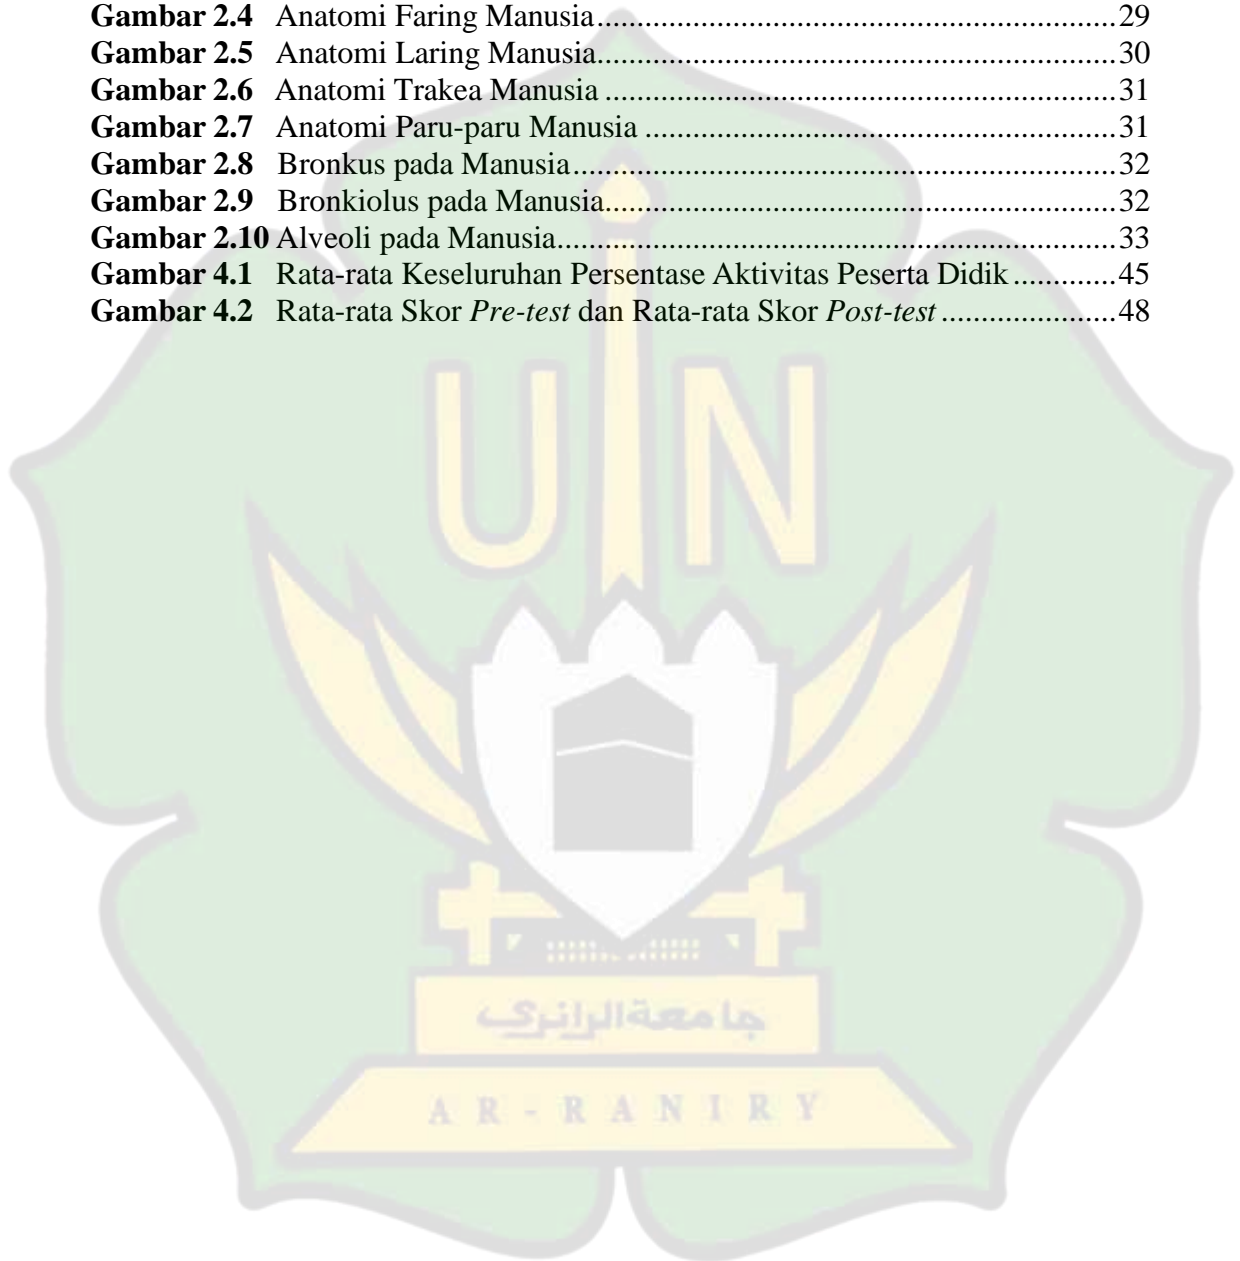 Gambar 2.4 Anatomi Faring Manusia.................................................................29
Gambar 2.5 Anatomi Laring Manusia.................................................................30
Gambar 2.6 Anatomi Trakea Manusia ................................................................31
Gambar 2.7 Anatomi Paru-paru Manusia ...........................................................31
Gambar 2.8 Bronkus pada Manusia....................................................................32
Gambar 2.9 Bronkiolus pada Manusia................................................................32
Gambar 2.10 Alveoli pada Manusia......................................................................33
Gambar 4.1 Rata-rata Keseluruhan Persentase Aktivitas Peserta Didik .............45
Gambar 4.2 Rata-rata Skor Pre-test dan Rata-rata Skor Post-test ......................48
UIN
جامعة الرانري
AR-RANIRY